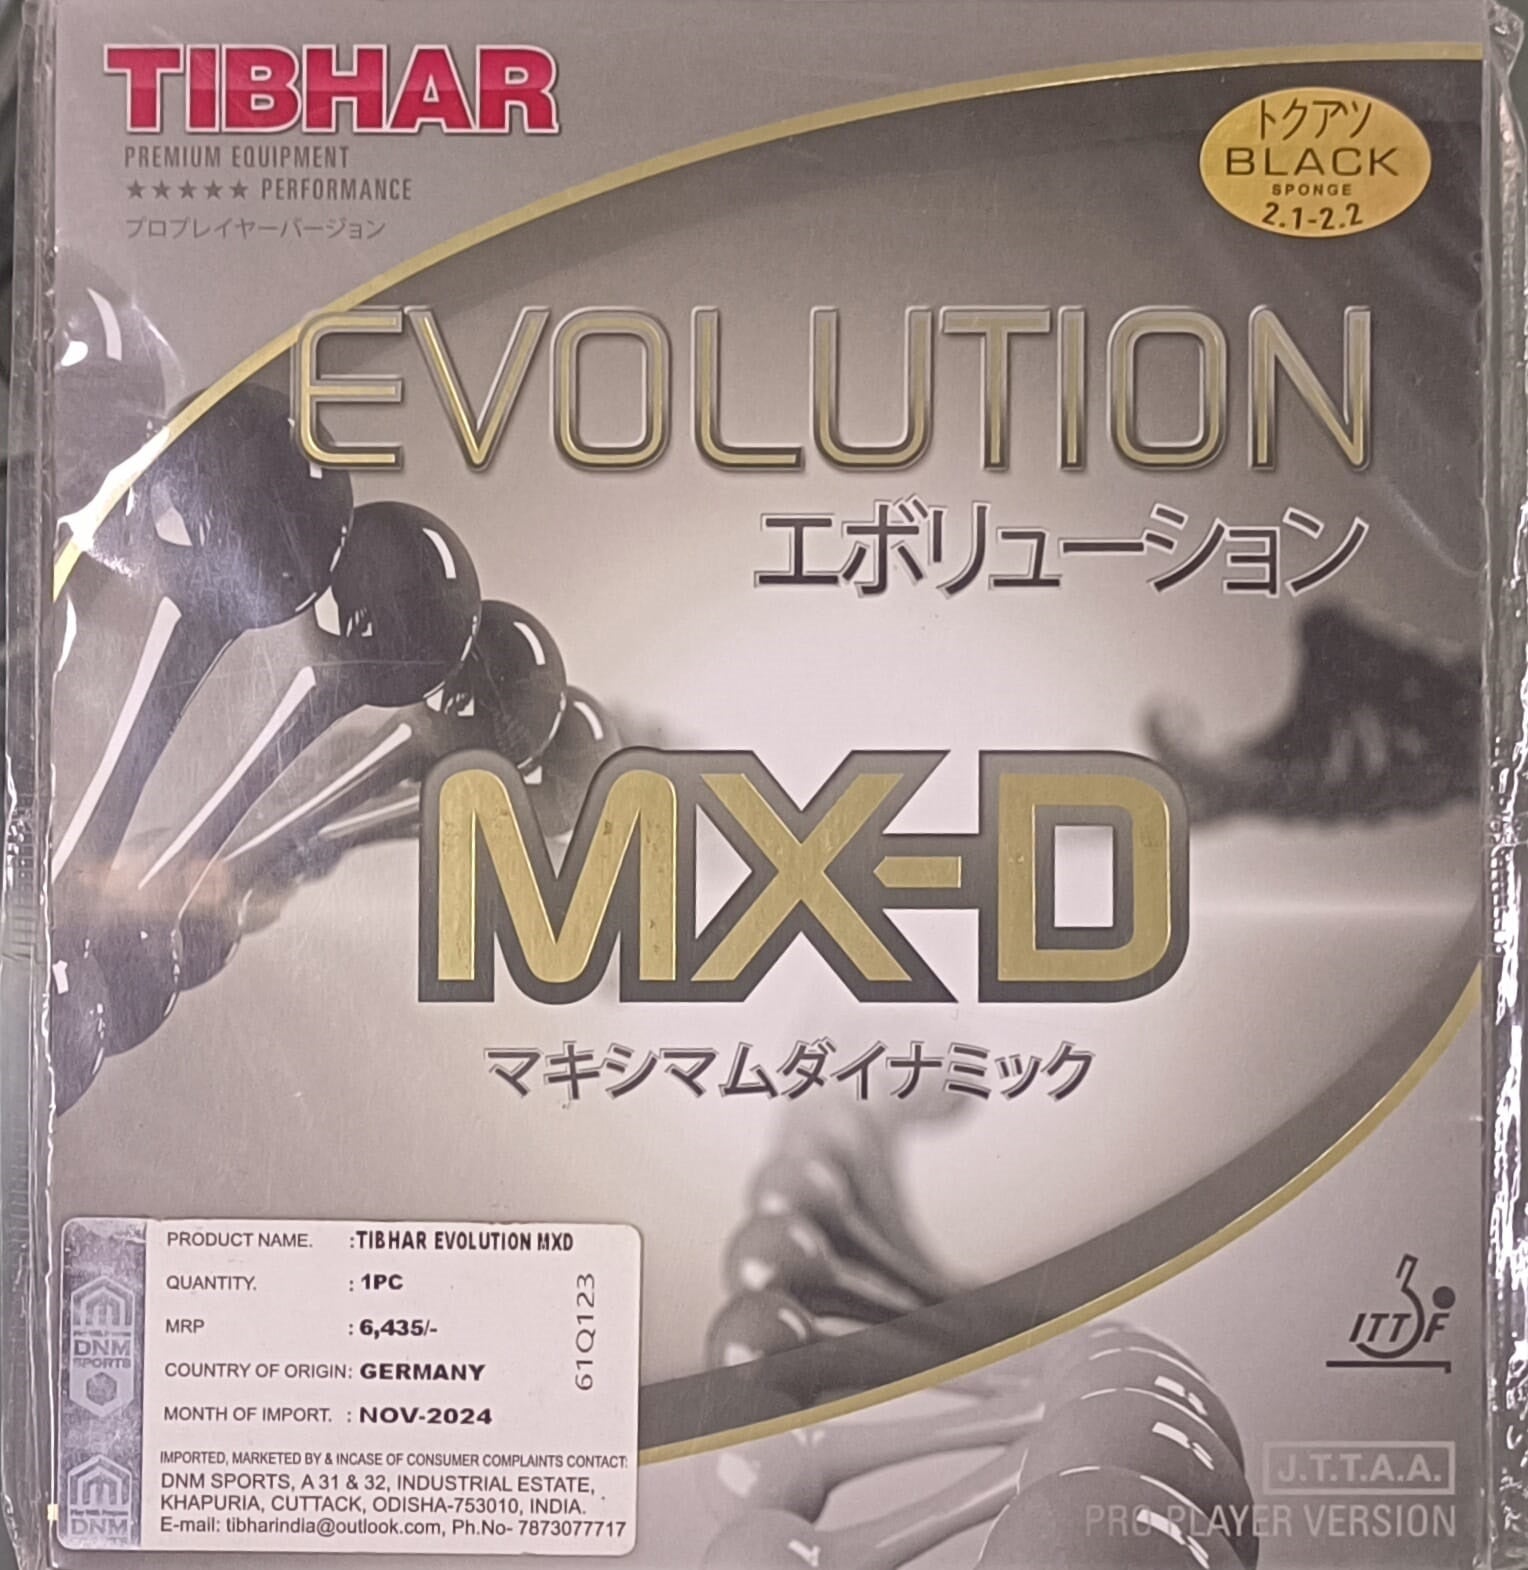 TIBHAR
PREMIUM EQUIPMENT
★★★★★ PERFORMANCE
プロプレイヤーバージョン
トクアツ
BLACK
SPONGE
2.1-2.2
EVOLUTION
エボリューション
MX-D
マキシマムダイナミック
PRODUCT NAME. :TIBHAR EVOLUTION MXD
QUANTITY. : 1PC
MRP : 6,435/-
COUNTRY OF ORIGIN: GERMANY
MONTH OF IMPORT. : NOV-2024
61Q123
IMPORTED, MARKETED BY & INCASE OF CONSUMER COMPLAINTS CONTACT:
DNM SPORTS, A 31 & 32, INDUSTRIAL ESTATE,
KHAPURIA, CUTTACK, ODISHA-753010, INDIA.
E-mail: tibharindia@outlook.com, Ph.No- 7873077717
DNM
SPORTS
DNM
ITTF
J.T.T.A.A.
PRO PLAYER VERSION